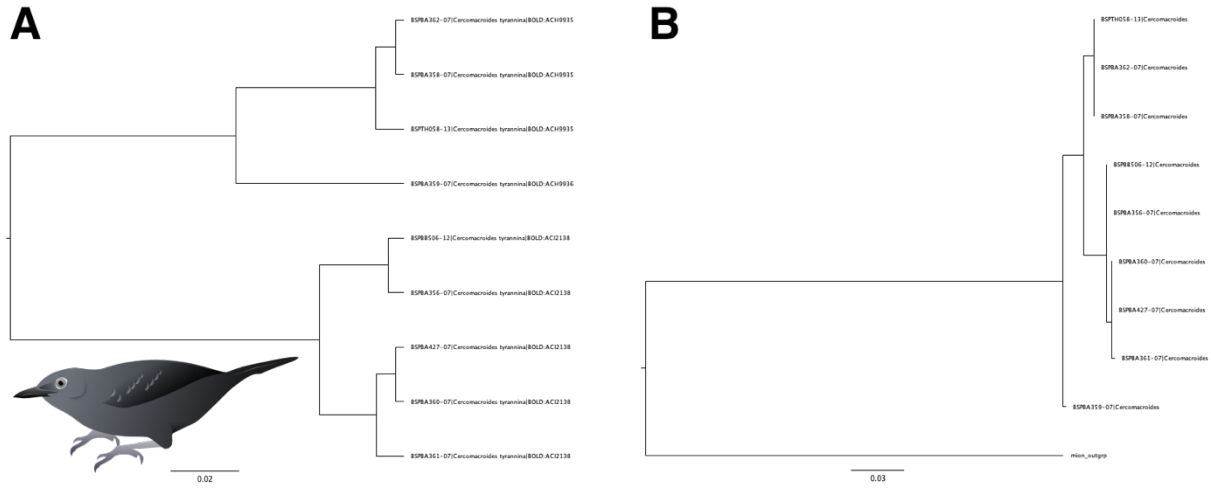 A
BSPBA362-07|Cercomacroides tyrannina|BOLD:ACH9935
BSPBA358-07|Cercomacroides tyrannina|BOLD:ACH9935
BSPTH058-13|Cercomacroides tyrannina|BOLD:ACH9935
BSPBA359-07|Cercomacroides tyrannina|BOLD:ACH9936
BSPBB506-12|Cercomacroides tyrannina|BOLD:ACI2138
BSPBA356-07|Cercomacroides tyrannina|BOLD:ACI2138
BSPBA427-07|Cercomacroides tyrannina|BOLD:ACI2138
BSPBA360-07|Cercomacroides tyrannina|BOLD:ACI2138
BSPBA361-07|Cercomacroides tyrannina|BOLD:ACI2138
0.02
B
BSPTH058-13|Cercomacroides
BSPBA362-07|Cercomacroides
BSPBA358-07|Cercomacroides
BSPBB506-12|Cercomacroides
BSPBA356-07|Cercomacroides
BSPBA360-07|Cercomacroides
BSPBA427-07|Cercomacroides
BSPBA361-07|Cercomacroides
BSPBA359-07|Cercomacroides
mion_outgrp
0.03